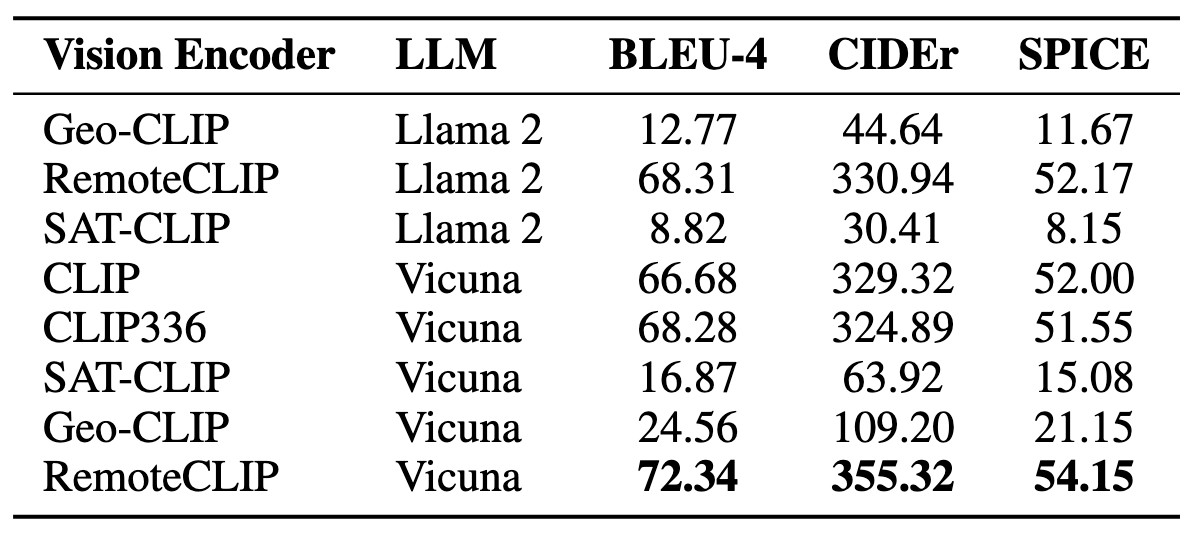 Vision Encoder LLM BLEU-4 CIDEr SPICE
Geo-CLIP Llama 2 12.77 44.64 11.67
RemoteCLIP Llama 2 68.31 330.94 52.17
SAT-CLIP Llama 2 8.82 30.41 8.15
CLIP Vicuna 66.68 329.32 52.00
CLIP336 Vicuna 68.28 324.89 51.55
SAT-CLIP Vicuna 16.87 63.92 15.08
Geo-CLIP Vicuna 24.56 109.20 21.15
RemoteCLIP Vicuna 72.34 355.32 54.15